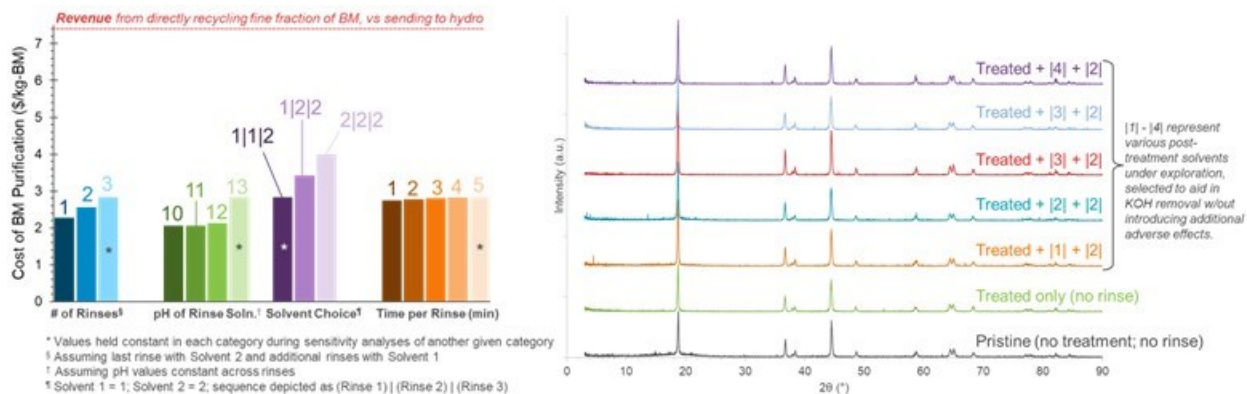 Revenue from directly recycling fine fraction of BM, vs sending to hydro
Cost of BM Purification ($/kg-BM)
7
6
5
4
3
2
1
0
1
2
3
*
10
11
12
13
*
1|1|2
1|2|2
2|2|2
*
1
2
3
4
5
*
# of Rinses§
pH of Rinse Soln.†
Solvent Choice¶
Time per Rinse (min)
* Values held constant in each category during sensitivity analyses of another given category
§ Assuming last rinse with Solvent 2 and additional rinses with Solvent 1
† Assuming pH values constant across rinses
¶ Solvent 1 = 1; Solvent 2 = 2; sequence depicted as (Rinse 1) | (Rinse 2) | (Rinse 3)
Intensity (a.u.)
Treated + |4| + |2|
Treated + |3| + |2|
Treated + |3| + |2|
Treated + |2| + |2|
Treated + |1| + |2|
Treated only (no rinse)
Pristine (no treatment; no rinse)
|1| - |4| represent
various post-
treatment solvents
under exploration,
selected to aid in
KOH removal w/out
introducing additional
adverse effects.
0
10
20
30
40
50
60
70
80
90
2θ (°)